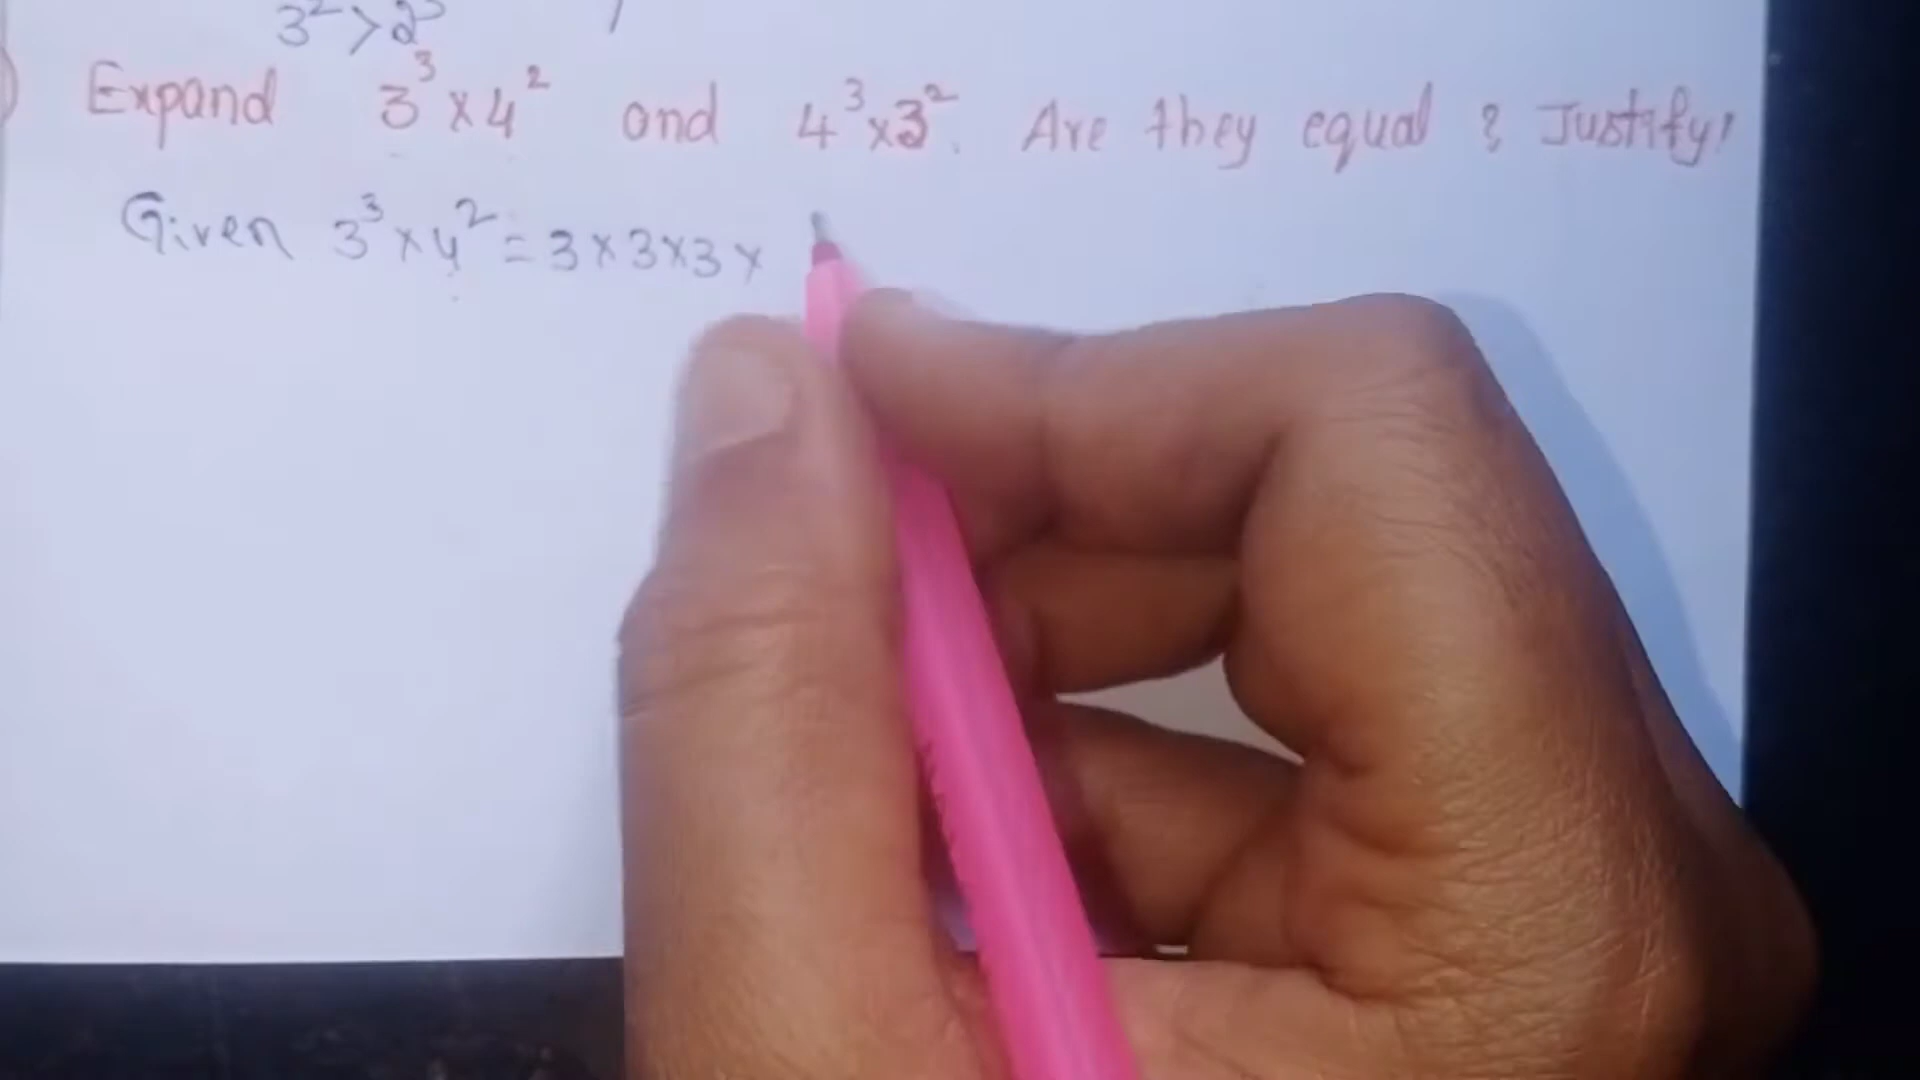 3² > 2³
) Expand 3³ × 4² and 4³ × 3². Are they equal ? Justify!
Given 3³ × 4² = 3 × 3 × 3 ×